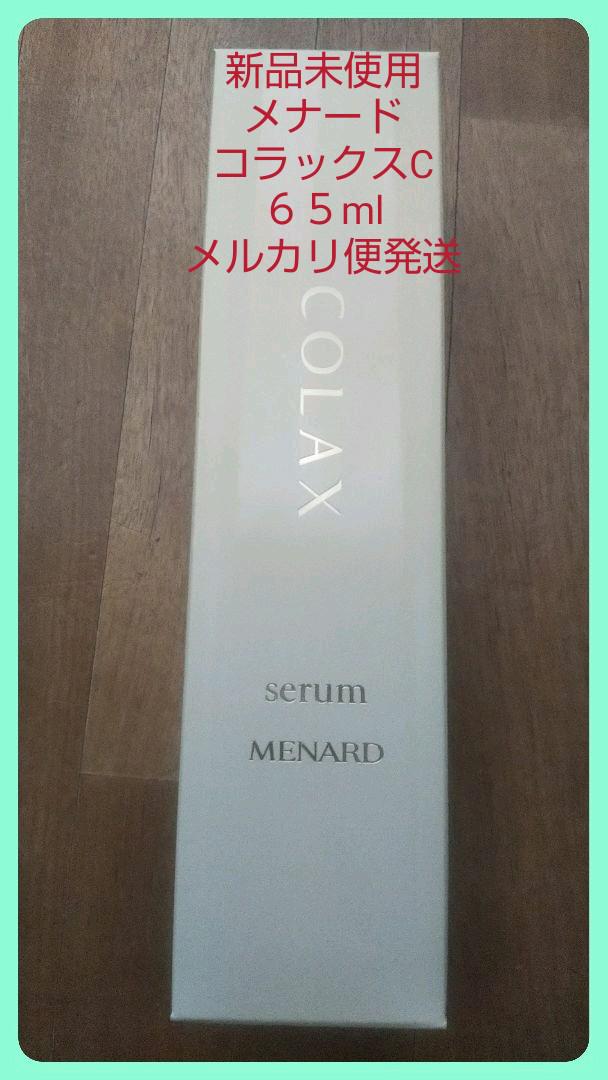 新品未使用
メナード
コラックスC
６５ml
メルカリ便発送
COLAX
serum
MENARD